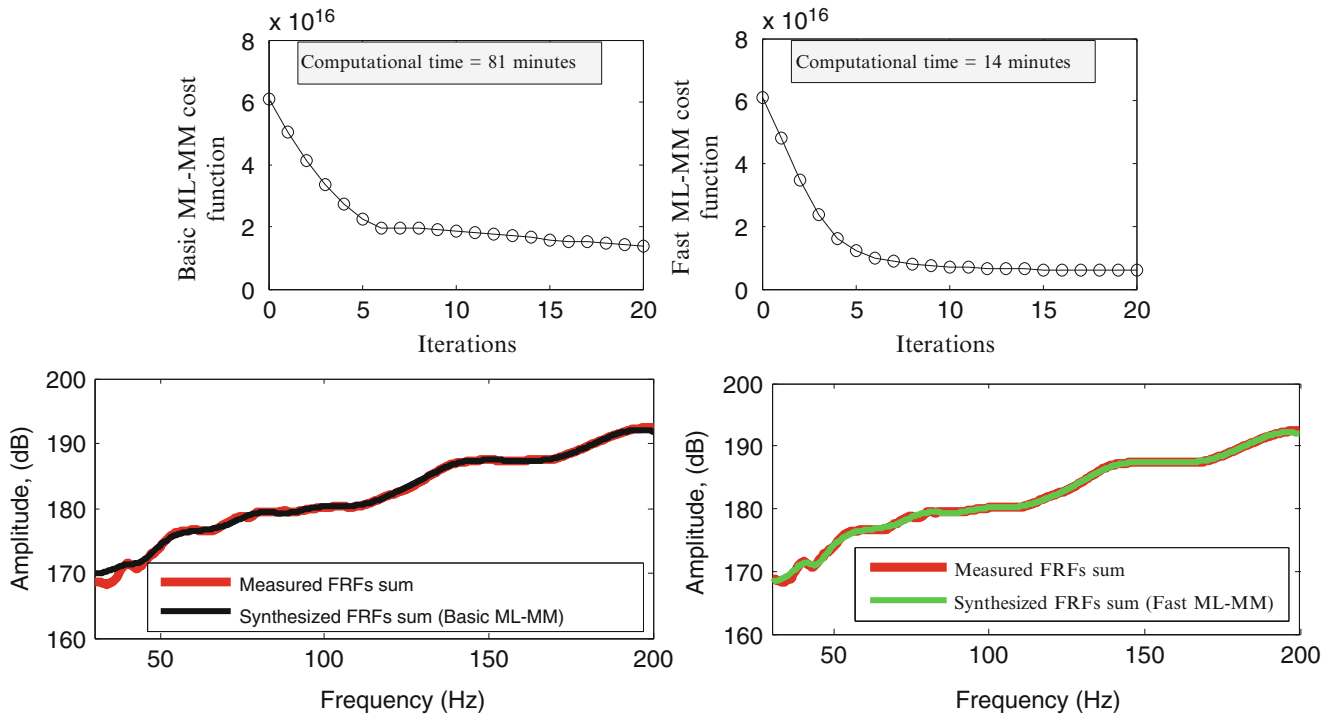 x 10^16
8
6
4
2
0
Computational time = 81 minutes
Basic ML-MM cost
function
0 5 10 15 20
Iterations
x 10^16
8
6
4
2
0
Computational time = 14 minutes
Fast ML-MM cost
function
0 5 10 15 20
Iterations
200
190
180
170
160
Amplitude, (dB)
Measured FRFs sum
Synthesized FRFs sum (Basic ML-MM)
50 100 150 200
Frequency (Hz)
200
190
180
170
160
Amplitude, (dB)
Measured FRFs sum
Synthesized FRFs sum (Fast ML-MM)
50 100 150 200
Frequency (Hz)